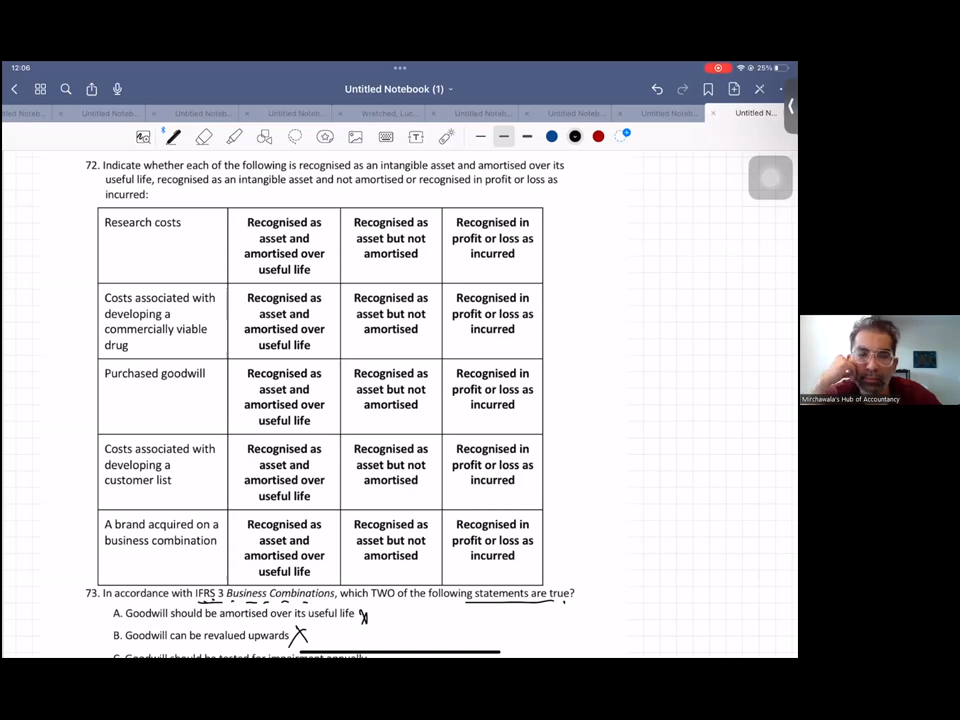 12:06
25%
Untitled Notebook (1)
Untitled Noteb...
Untitled Noteb...
Wretched, Luc...
Untitled Noteb...
Untitled Noteb...
Untitled N...
72. Indicate whether each of the following is recognised as an intangible asset and amortised over its
useful life, recognised as an intangible asset and not amortised or recognised in profit or loss as
incurred:
Research costs
Recognised as
asset and
amortised over
useful life
Recognised as
asset but not
amortised
Recognised in
profit or loss as
incurred
Costs associated with
developing a
commercially viable
drug
Recognised as
asset and
amortised over
useful life
Recognised as
asset but not
amortised
Recognised in
profit or loss as
incurred
Purchased goodwill
Recognised as
asset and
amortised over
useful life
Recognised as
asset but not
amortised
Recognised in
profit or loss as
incurred
Costs associated with
developing a
customer list
Recognised as
asset and
amortised over
useful life
Recognised as
asset but not
amortised
Recognised in
profit or loss as
incurred
A brand acquired on a
business combination
Recognised as
asset and
amortised over
useful life
Recognised as
asset but not
amortised
Recognised in
profit or loss as
incurred
73. In accordance with IFRS 3 Business Combinations, which TWO of the following statements are true?
A. Goodwill should be amortised over its useful life
B. Goodwill can be revalued upwards
C. Goodwill should be tested for impairment annually
Mirchawala's Hub of Accountancy